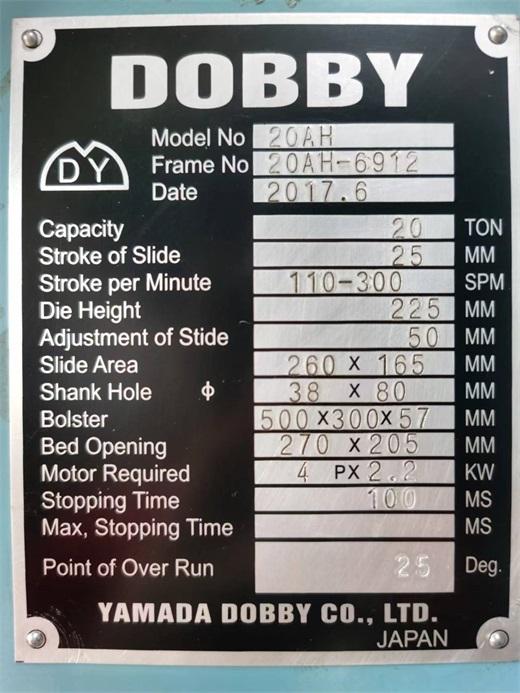 DOBBY
DY
Model No 20AH
Frame No 20AH-6912
Date 2017.6
Capacity 20 TON
Stroke of Slide 25 MM
Stroke per Minute 110-300 SPM
Die Height 225 MM
Adjustment of Stide 50 MM
Slide Area 260 X 165 MM
Shank Hole ϕ 38 X 80 MM
Bolster 500 X 300 X 57 MM
Bed Opening 270 X 205 MM
Motor Required 4 PX 2.2 KW
Stopping Time 100 MS
Max, Stopping Time MS
Point of Over Run 25 Deg.
YAMADA DOBBY CO., LTD.
JAPAN